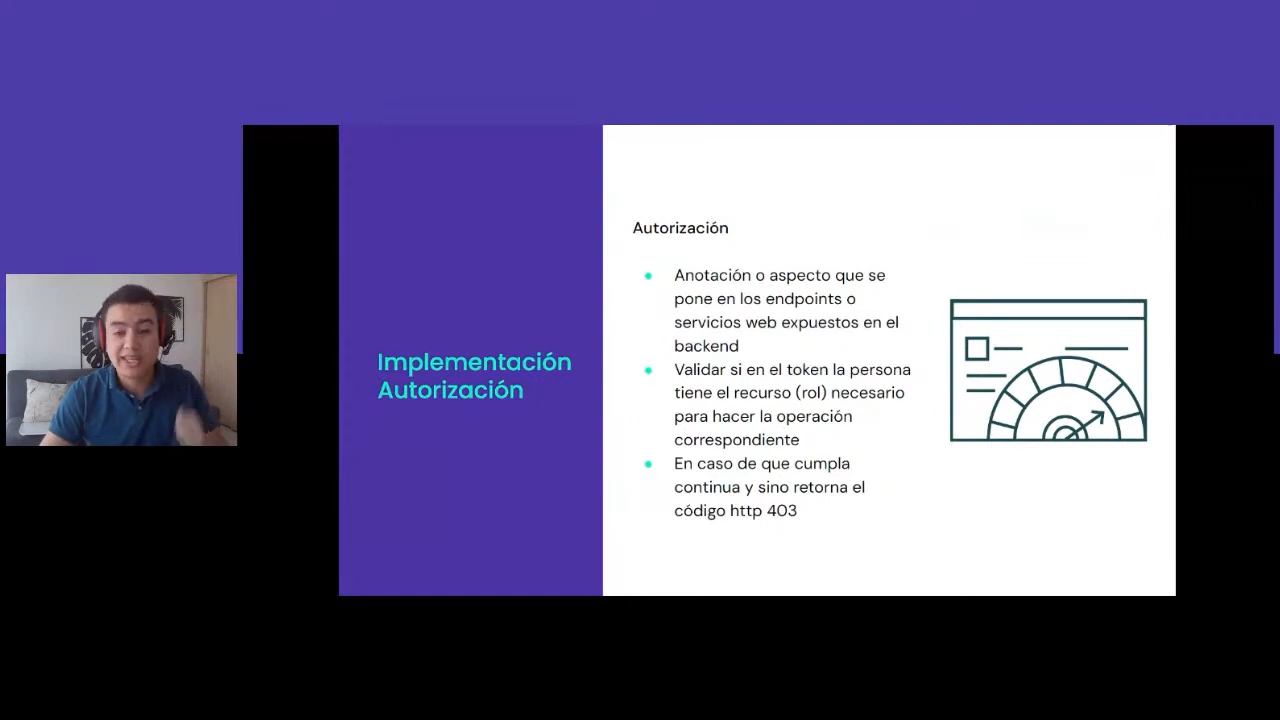 Implementación
Autorización
Autorización
Anotación o aspecto que se
pone en los endpoints o
servicios web expuestos en el
backend
Validar si en el token la persona
tiene el recurso (rol) necesario
para hacer la operación
correspondiente
En caso de que cumpla
continua y sino retorna el
código http 403